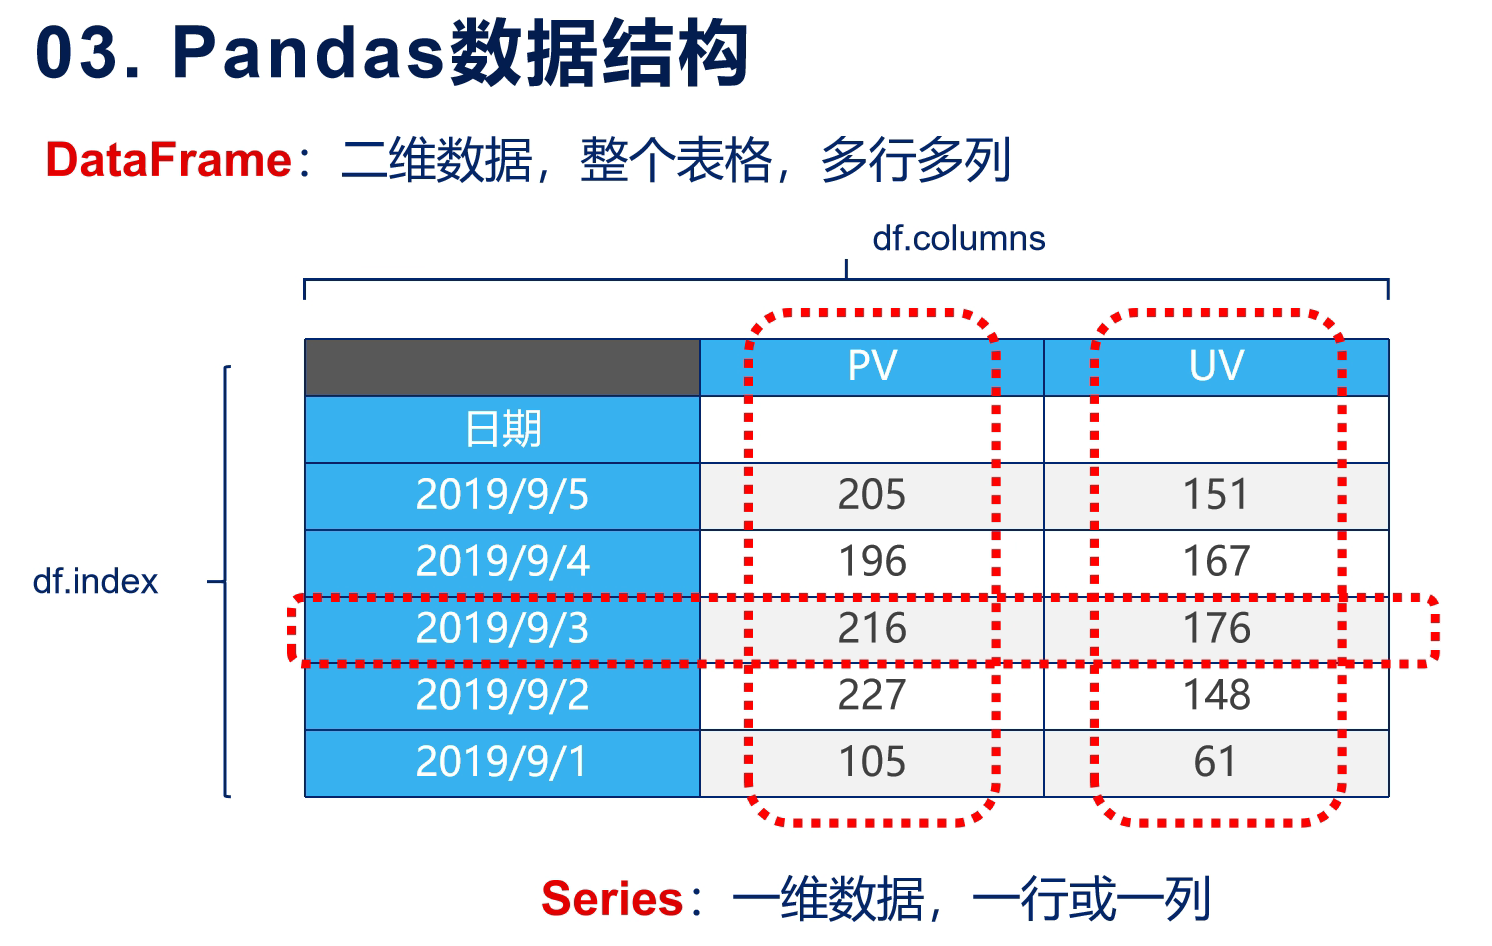 03. Pandas数据结构
DataFrame：二维数据，整个表格，多行多列
df.columns
PV UV
日期
2019/9/5 205 151
2019/9/4 196 167
df.index
2019/9/3 216 176
2019/9/2 227 148
2019/9/1 105 61
Series：一维数据，一行或一列